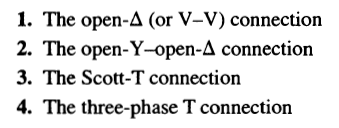 1. The open-Δ (or V–V) connection
2. The open-Y–open-Δ connection
3. The Scott-T connection
4. The three-phase T connection